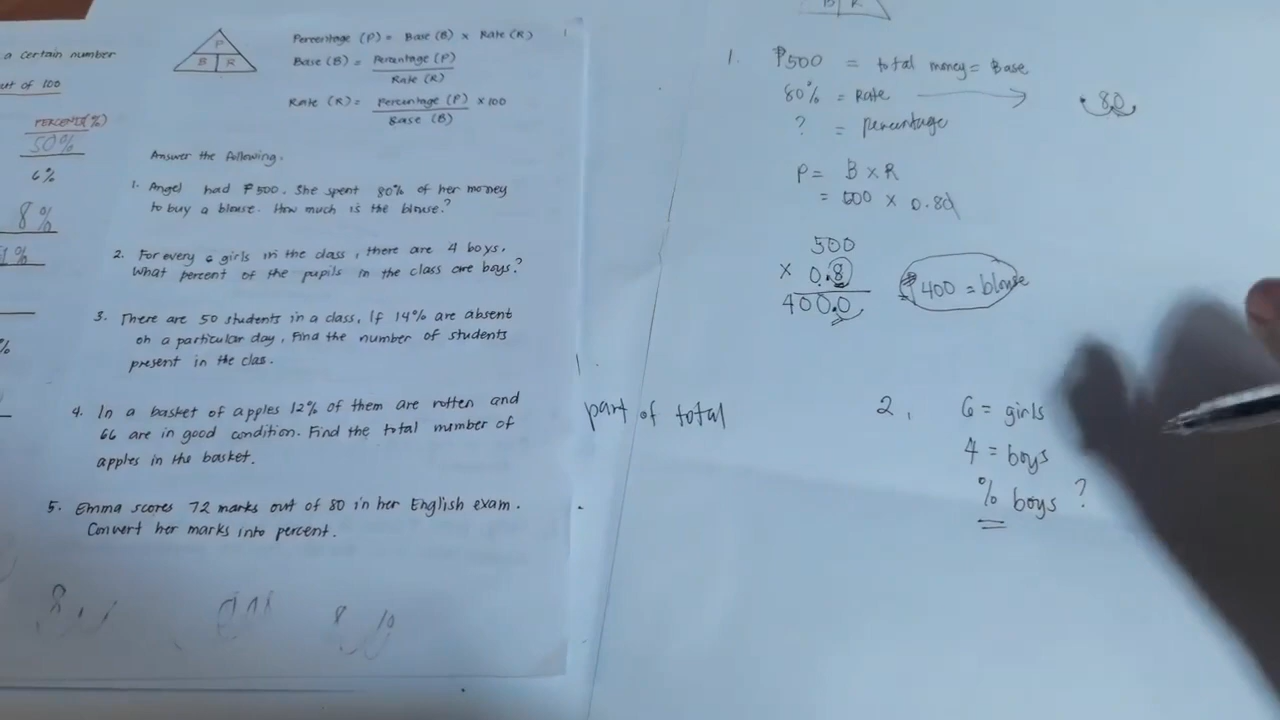 a certain number
out of 100
PERCENT(%)
50%
6%
8%
1%
%
P
B R
Percentage (P) = Base (B) × Rate (R)
Base (B) = Percentage (P)
Rate (R)
Rate (R) = Percentage (P) × 100
Base (B)
Answer the following.
1. Angel had ₱500. She spent 80% of her money
to buy a blouse. How much is the blouse?
2. For every 6 girls in the class, there are 4 boys.
What percent of the pupils in the class are boys?
3. There are 50 students in a class, If 14% are absent
on a particular day, Find the number of students
present in the clas.
4. In a basket of apples 12% of them are rotten and
66 are in good condition. Find the total number of
apples in the basket.
5. Emma scores 72 marks out of 80 in her English exam.
Convert her marks into percent.
part of total
B R
1. ₱500 = total money = Base
80% = Rate
.80
? = percentage
P = B × R
= 500 × 0.80
500
× 0.8
400.0
₱400 = blouse
2. 6 = girls
4 = boys
% boys ?